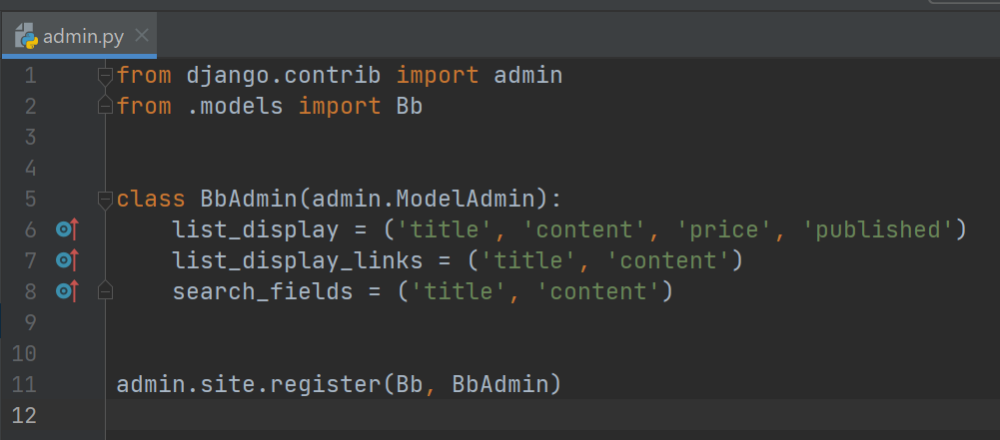 admin.py
1 from django.contrib import admin
2 from .models import Bb
3
4
5 class BbAdmin(admin.ModelAdmin):
6     list_display = ('title', 'content', 'price', 'published')
7     list_display_links = ('title', 'content')
8     search_fields = ('title', 'content')
9
10
11 admin.site.register(Bb, BbAdmin)
12